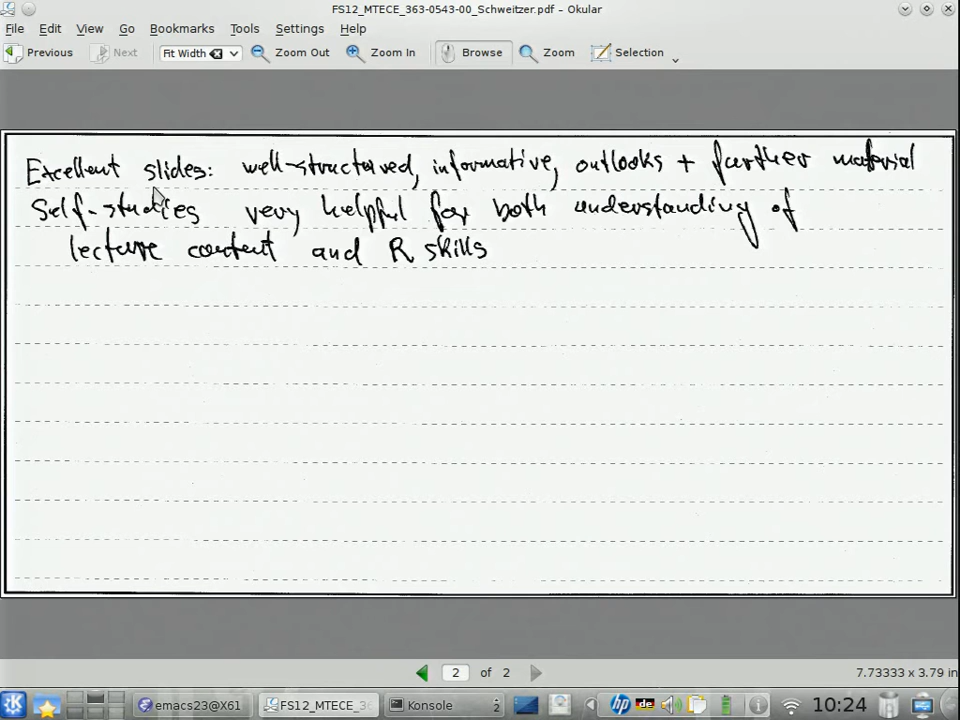 FS12_MTECE_363-0543-00_Schweitzer.pdf - Okular
File Edit View Go Bookmarks Tools Settings Help
Previous Next Fit Width Zoom Out Zoom In Browse Zoom Selection
Excellent slides: well-structured, informative, outlooks + further material
Self-studies very helpful for both understanding of
lecture content and R skills
2 of 2
7.73333 x 3.79 in
emacs23@X61 FS12_MTECE_36 Konsole 2 hp de 10:24